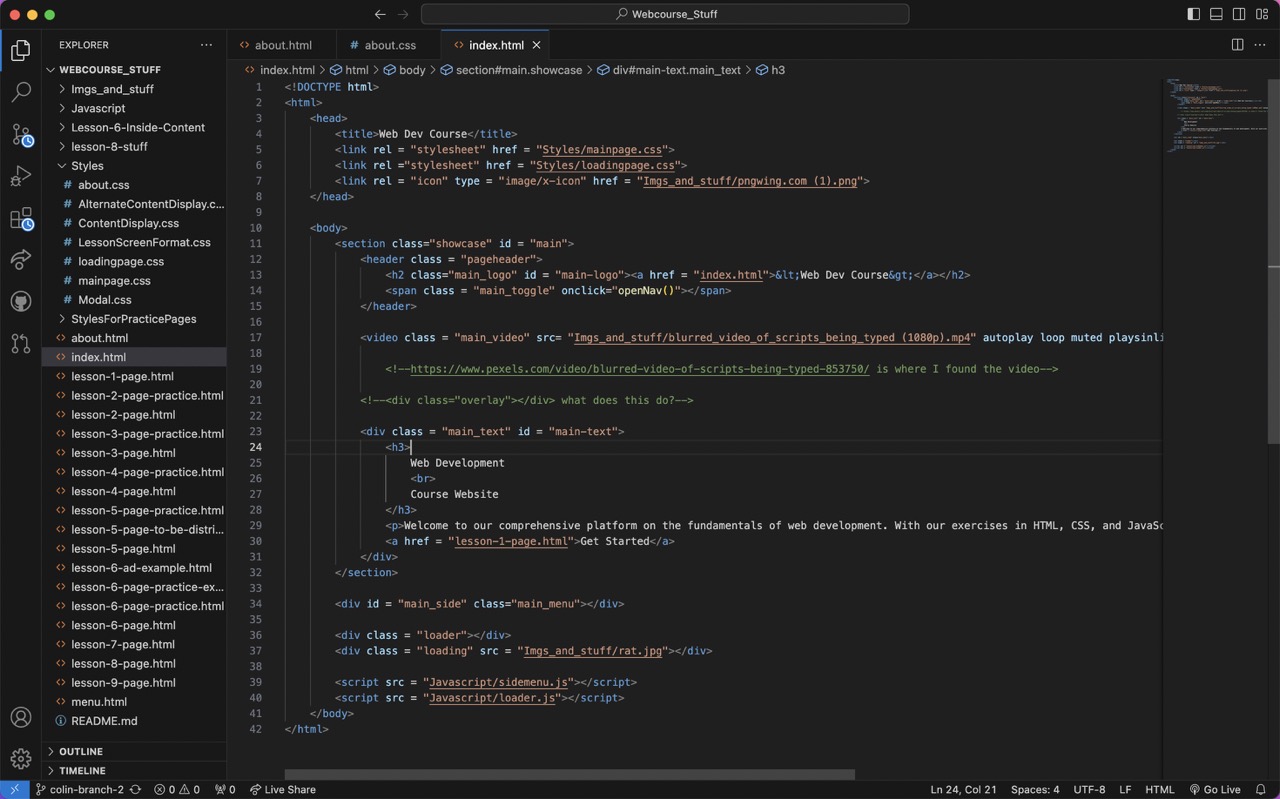 Webcourse_Stuff
EXPLORER
about.html
about.css
index.html
index.html > html > body > section#main.showcase > div#main-text.main_text > h3
WEBCOURSE_STUFF
Imgs_and_stuff
Javascript
Lesson-6-Inside-Content
lesson-8-stuff
Styles
about.css
AlternateContentDisplay.c...
ContentDisplay.css
LessonScreenFormat.css
loadingpage.css
mainpage.css
Modal.css
StylesForPracticePages
about.html
index.html
lesson-1-page.html
lesson-2-page-practice.html
lesson-2-page.html
lesson-3-page-practice.html
lesson-3-page.html
lesson-4-page-practice.html
lesson-4-page.html
lesson-5-page-practice.html
lesson-5-page-to-be-distri...
lesson-5-page.html
lesson-6-ad-example.html
lesson-6-page-practice-ex...
lesson-6-page-practice.html
lesson-6-page.html
lesson-7-page.html
lesson-8-page.html
lesson-9-page.html
menu.html
README.md
OUTLINE
TIMELINE
1 <!DOCTYPE html>
2 <html>
3 <head>
4 <title>Web Dev Course</title>
5 <link rel = "stylesheet" href = "Styles/mainpage.css">
6 <link rel ="stylesheet" href = "Styles/loadingpage.css">
7 <link rel = "icon" type = "image/x-icon" href = "Imgs_and_stuff/pngwing.com (1).png">
8 </head>
9
10 <body>
11 <section class="showcase" id = "main">
12 <header class = "pageheader">
13 <h2 class="main_logo" id = "main-logo"><a href = "index.html">&lt;Web Dev Course&gt;</a></h2>
14 <span class = "main_toggle" onclick="openNav()"></span>
15 </header>
16
17 <video class = "main_video" src= "Imgs_and_stuff/blurred_video_of_scripts_being_typed (1080p).mp4" autoplay loop muted playsinli
18
19 <!--https://www.pexels.com/video/blurred-video-of-scripts-being-typed-853750/ is where I found the video-->
20
21 <!--<div class="overlay"></div> what does this do?-->
22
23 <div class = "main_text" id = "main-text">
24 <h3>
25 Web Development
26 <br>
27 Course Website
28 </h3>
29 <p>Welcome to our comprehensive platform on the fundamentals of web development. With our exercises in HTML, CSS, and JavaSc
30 <a href = "lesson-1-page.html">Get Started</a>
31 </div>
32 </section>
33
34 <div id = "main_side" class="main_menu"></div>
35
36 <div class = "loader"></div>
37 <div class = "loading" src = "Imgs_and_stuff/rat.jpg"></div>
38
39 <script src = "Javascript/sidemenu.js"></script>
40 <script src = "Javascript/loader.js"></script>
41 </body>
42 </html>
colin-branch-2 0 0 0 Live Share Ln 24, Col 21 Spaces: 4 UTF-8 LF HTML Go Live